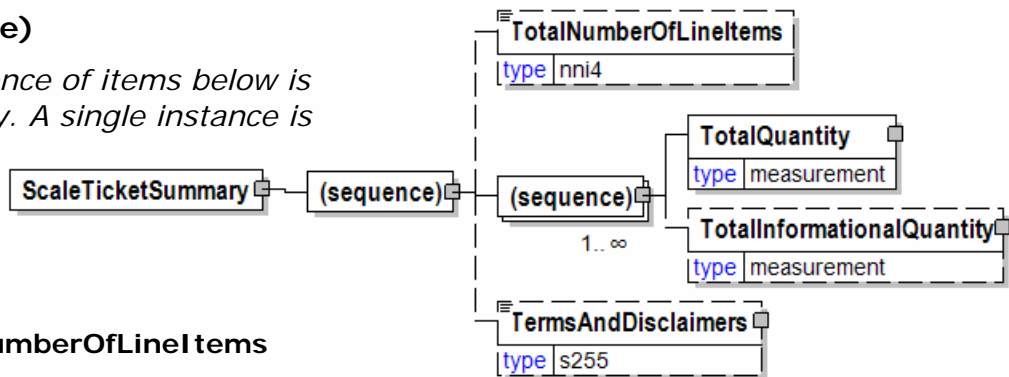 e)
ence of items below is
y. A single instance is
TotalNumberOfLineItems
type nni4
ScaleTicketSummary
(sequence)
(sequence)
1.. ∞
TotalQuantity
type measurement
TotalInformationalQuantity
type measurement
TermsAndDisclaimers
type s255
umberOfLineItems